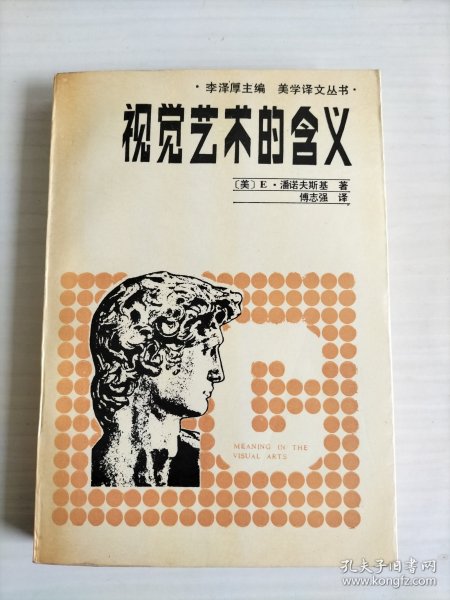 ·李泽厚主编 美学译文丛书·
视觉艺术的含义
〔美〕E·潘诺夫斯基 著
傅志强 译
MEANING IN THE
VISUAL ARTS
孔夫子旧书网
www.kongfz.com